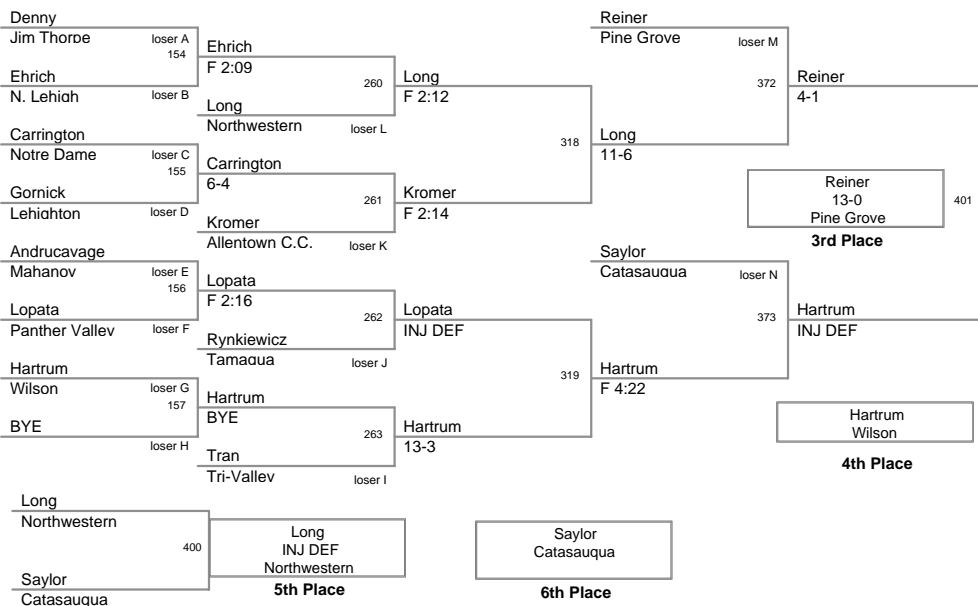 Denny
Jim Thorpe
loser A
154
Ehrich
N. Lehigh
loser B
Carrington
Notre Dame
loser C
155
Gornick
Lehighton
loser D
Andrucavage
Mahanoy
loser E
156
Lopata
Panther Valley
loser F
Hartrum
Wilson
loser G
157
BYE
loser H
Ehrich
F 2:09
260
Long
Northwestern
loser L
Carrington
6-4
261
Kromer
Allentown C.C.
loser K
Lopata
F 2:16
262
Rynkiewicz
Tamaqua
loser J
Hartrum
BYE
263
Tran
Tri-Valley
loser I
Long
F 2:12
318
Kromer
F 2:14
Lopata
INJ DEF
319
Hartrum
13-3
Reiner
Pine Grove
loser M
372
Long
11-6
Saylor
Catasauqua
loser N
373
Hartrum
F 4:22
Reiner
4-1
Reiner
13-0
Pine Grove
401
3rd Place
Hartrum
INJ DEF
Hartrum
Wilson
4th Place
Long
Northwestern
400
Saylor
Catasauqua
Long
INJ DEF
Northwestern
5th Place
Saylor
Catasauqua
6th Place